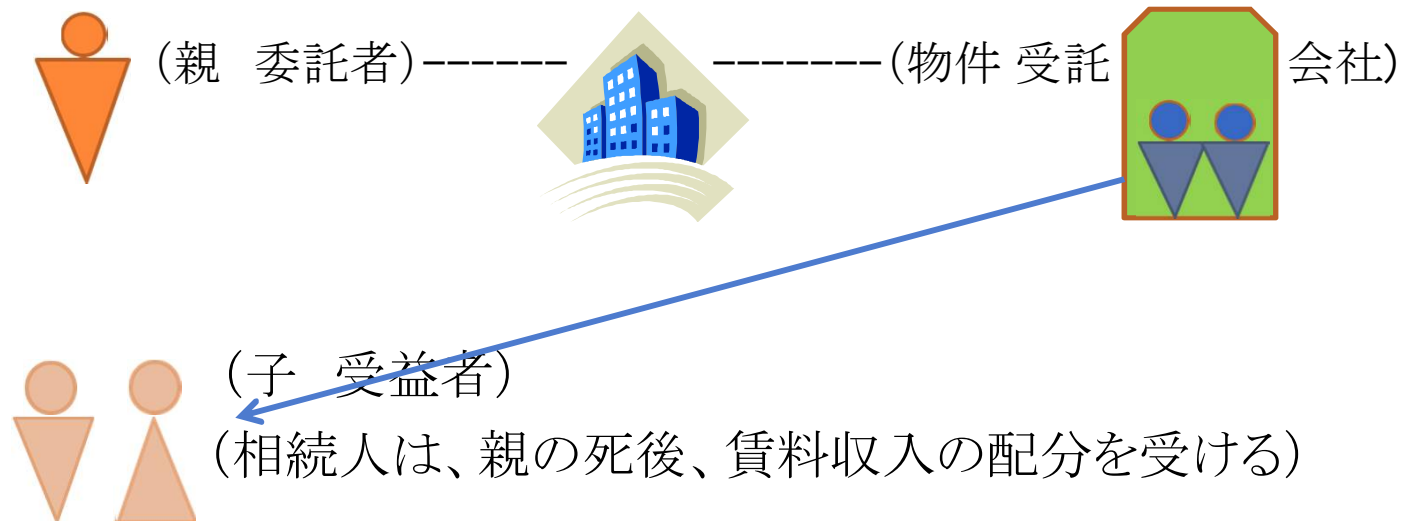 (親　委託者)------ -------(物件 受託 会社)
(子　受益者)
(相続人は、親の死後、賃料収入の配分を受ける)